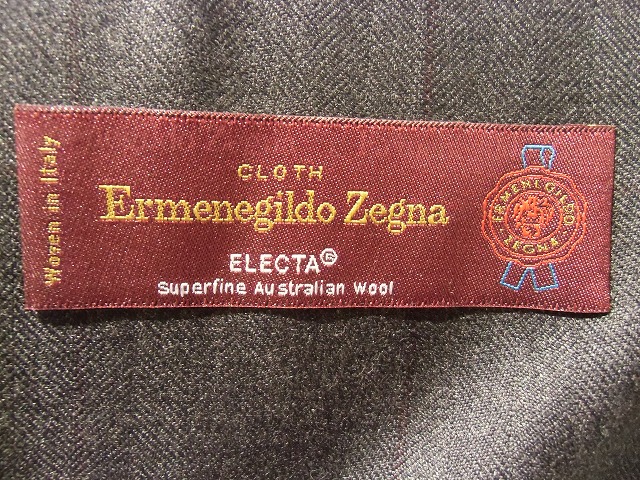 Woven in Italy
CLOTH
Ermenegildo Zegna
ELECTA®
Superfine Australian Wool
ERMENEGILDO
ZEGNA